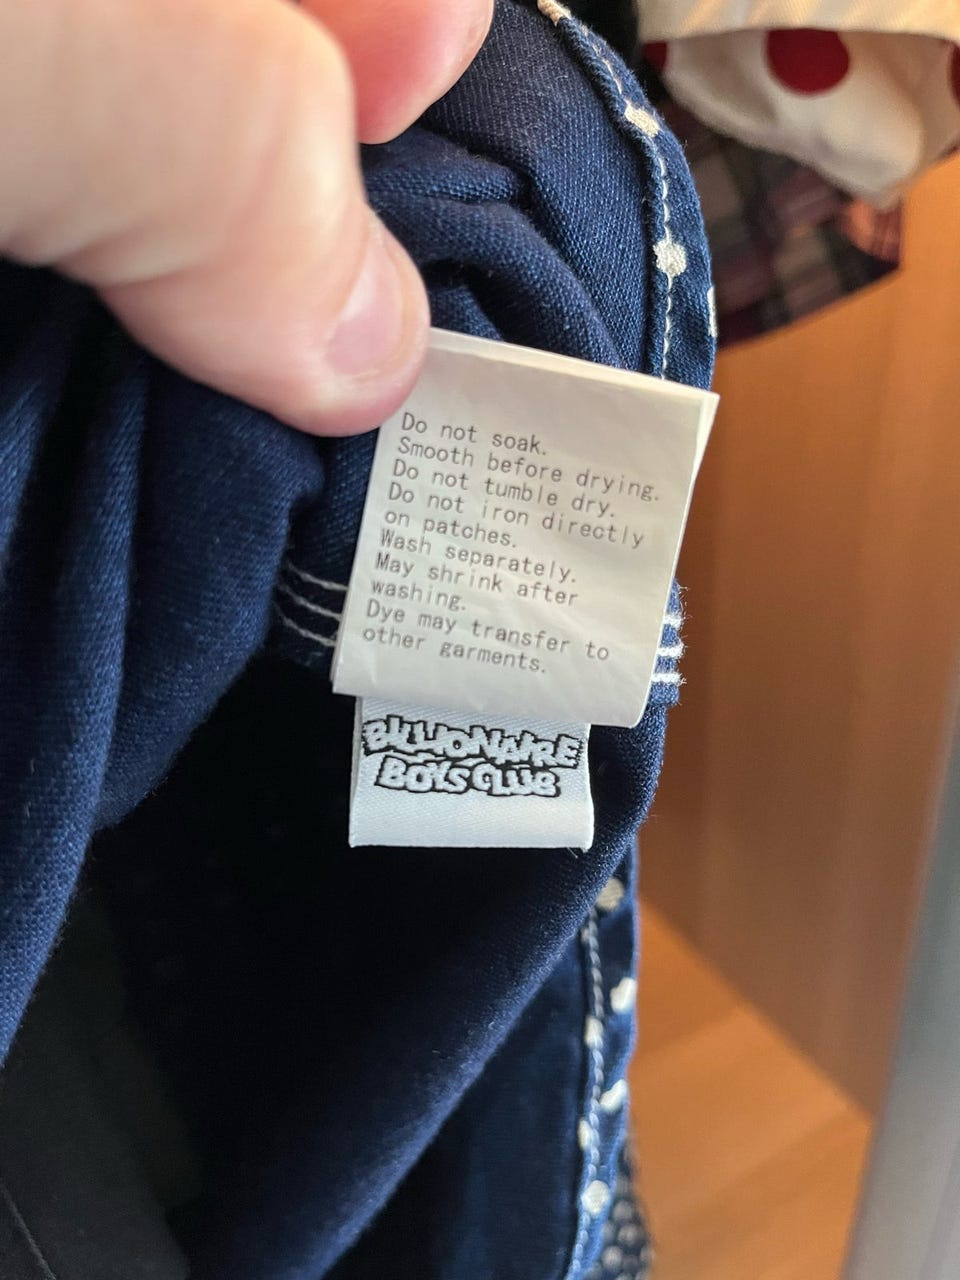 Do not soak.
Smooth before drying.
Do not tumble dry.
Do not iron directly
on patches.
Wash separately.
May shrink after
washing.
Dye may transfer to
other garments.
BILLIONAIRE
BOYS CLUB